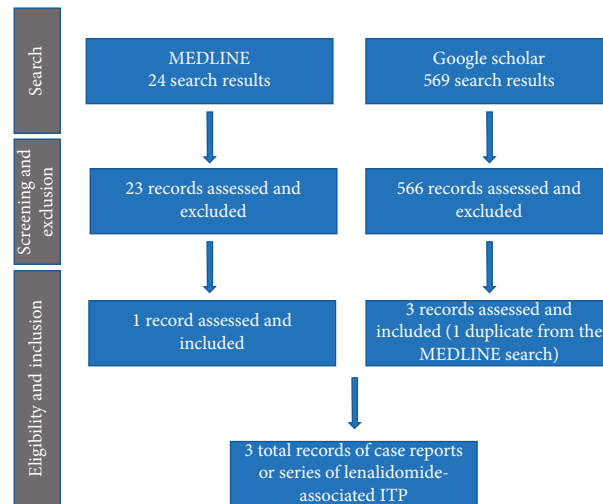 Search
MEDLINE
24 search results
Google scholar
569 search results
Screening and
exclusion
23 records assessed and
excluded
566 records assessed and
excluded
Eligibility and inclusion
1 record assessed and
included
3 records assessed and
included (1 duplicate from the
MEDLINE search)
3 total records of case reports
or series of lenalidomide-
associated ITP